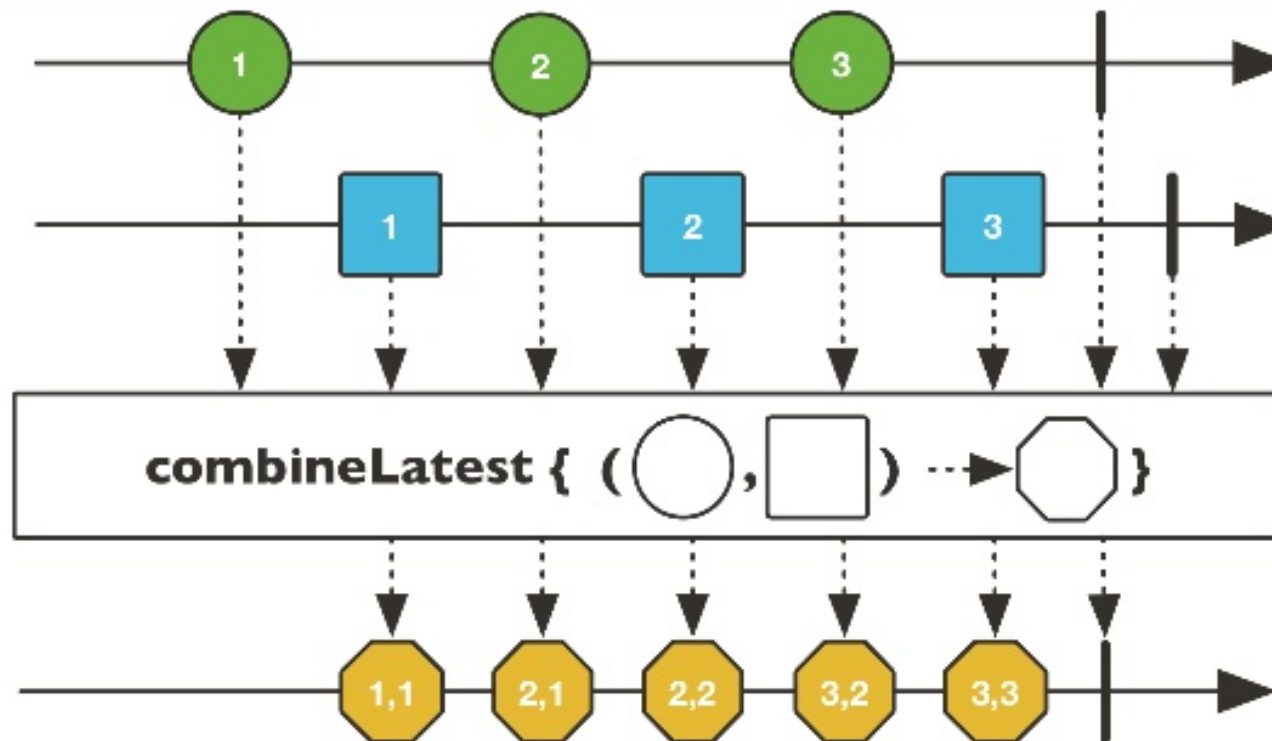 1 2 3
1 2 3
combineLatest { ( , ) }
1,1 2,1 2,2 3,2 3,3